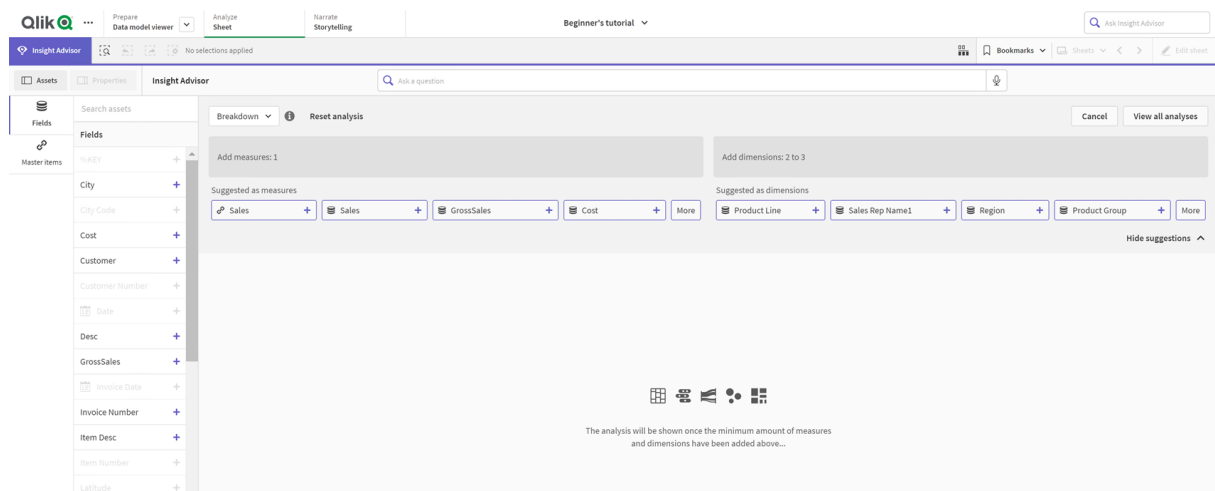 Qlik
Prepare
Data model viewer
Analyze
Sheet
Narrate
Storytelling
Beginner's tutorial
Ask Insight Advisor
Insight Advisor
No selections applied
Bookmarks
Sheets
Edit sheet
Assets
Properties
Insight Advisor
Ask a question
Fields
Master items
Search assets
Fields
%KEY
City
City Code
Cost
Customer
Customer Number
Date
Desc
GrossSales
Invoice Date
Invoice Number
Item Desc
Item Number
Latitude
Breakdown
Reset analysis
Cancel
View all analyses
Add measures: 1
Add dimensions: 2 to 3
Suggested as measures
Sales
Sales
GrossSales
Cost
More
Suggested as dimensions
Product Line
Sales Rep Name1
Region
Product Group
More
Hide suggestions
The analysis will be shown once the minimum amount of measures
and dimensions have been added above...